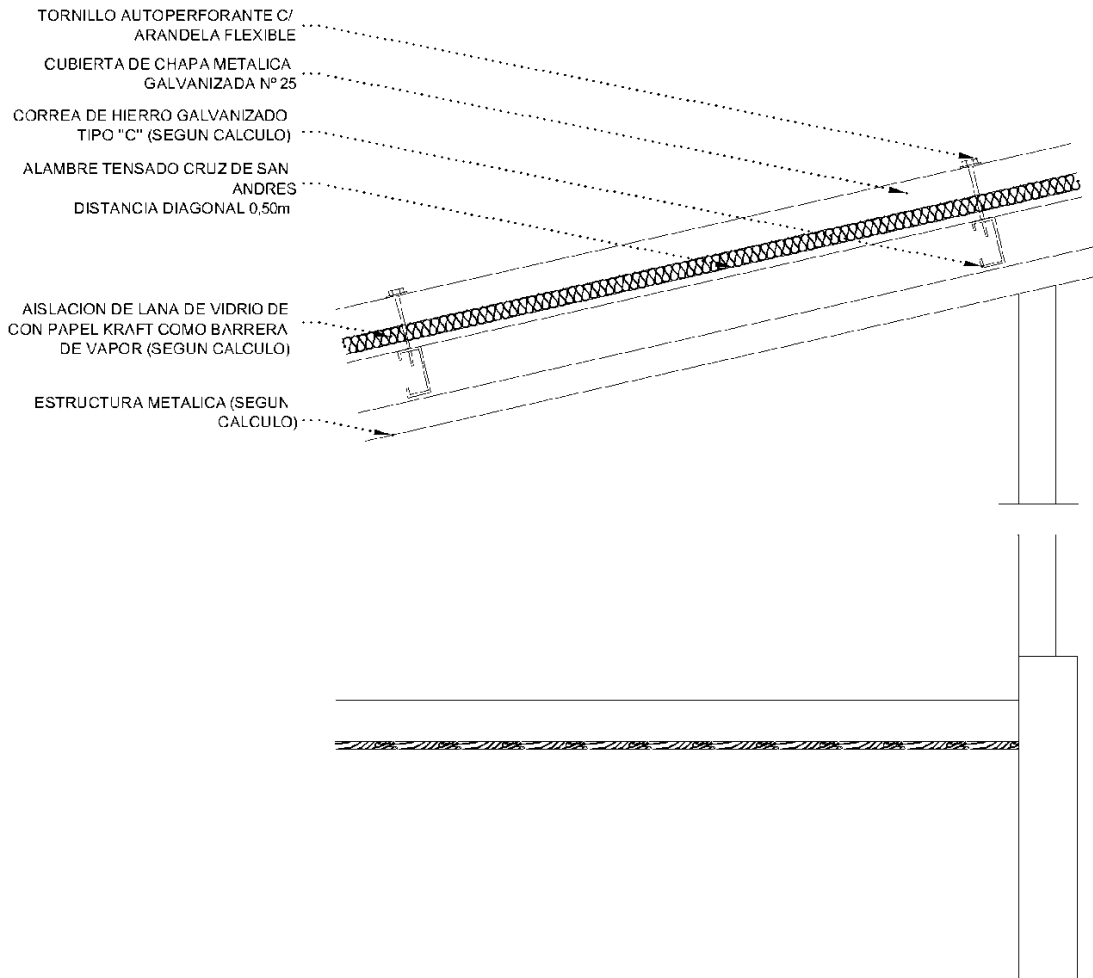 TORNILLO AUTOPERFORANTE C/
ARANDELA FLEXIBLE
CUBIERTA DE CHAPA METALICA
GALVANIZADA Nº 25
CORREA DE HIERRO GALVANIZADO
TIPO "C" (SEGUN CALCULO)
ALAMBRE TENSADO CRUZ DE SAN
ANDRES
DISTANCIA DIAGONAL 0,50m
AISLACION DE LANA DE VIDRIO DE
CON PAPEL KRAFT COMO BARRERA
DE VAPOR (SEGUN CALCULO)
ESTRUCTURA METALICA (SEGUN
CALCULO)